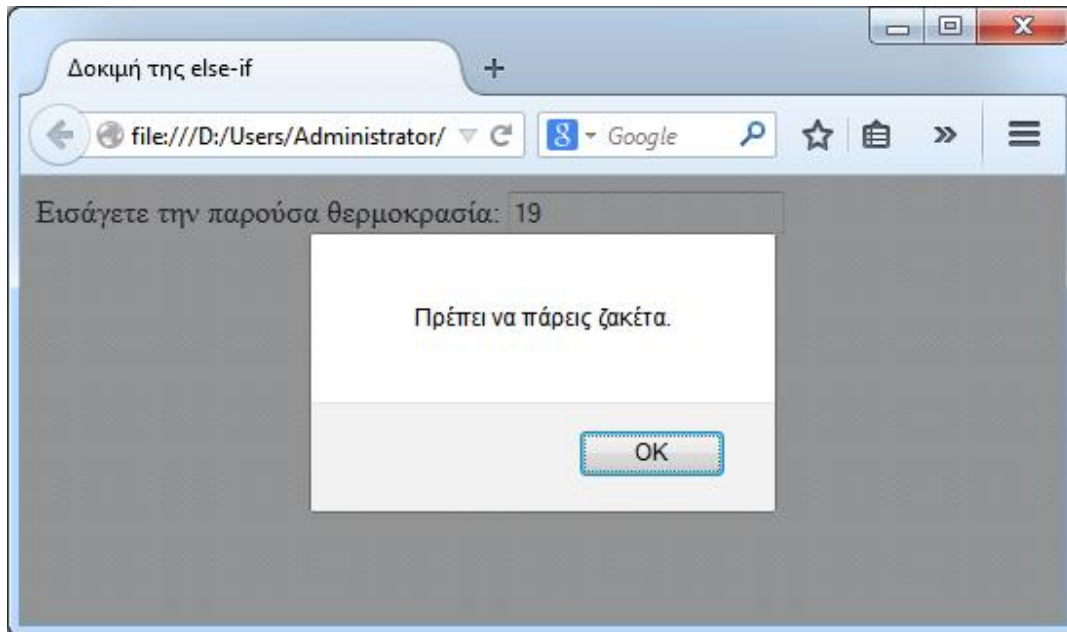 Δοκιμή της else-if
file:///D:/Users/Administrator/
Google
Εισάγετε την παρούσα θερμοκρασία: 19
Πρέπει να πάρεις ζακέτα.
OK